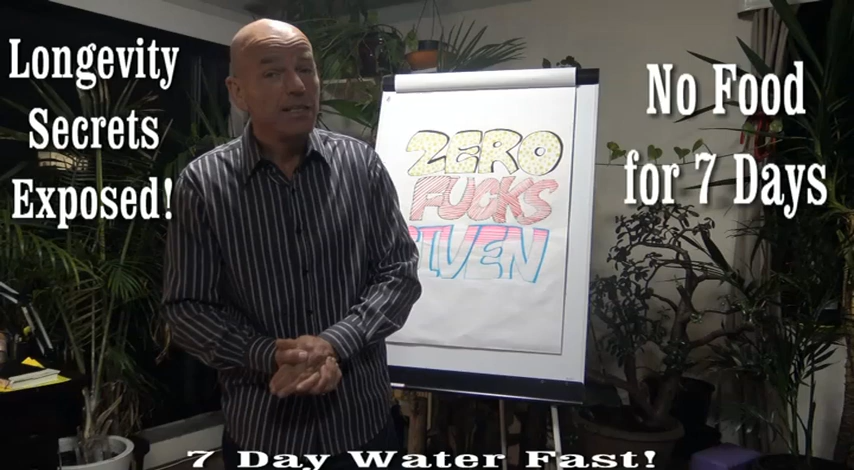 Longevity
Secrets
Exposed!
No Food
for 7 Days
ZERO
FUCKS
GIVEN
7 Day Water Fast!